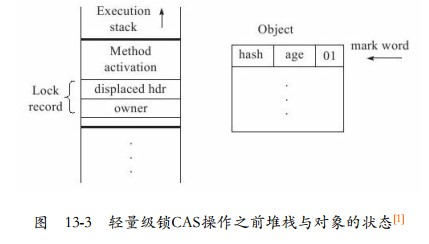 Execution
stack
Method
activation
Lock
record
displaced hdr
owner
Object
hash age 01
mark word
图 13-3 轻量级锁CAS操作之前堆栈与对象的状态[1]